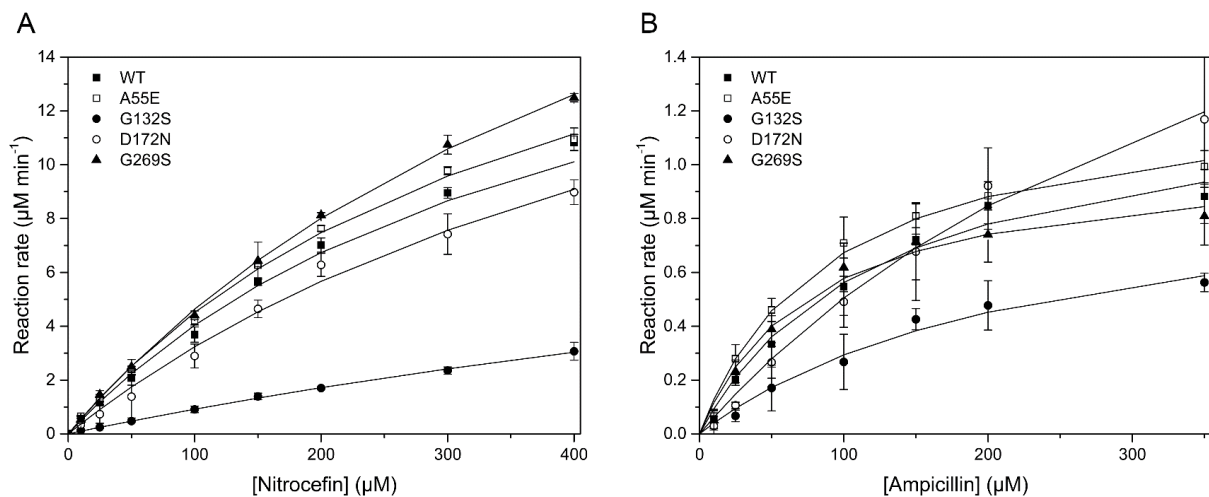 A
14
12
10
8
6
4
2
0
Reaction rate (µM min⁻¹)
WT
A55E
G132S
D172N
G269S
0 100 200 300 400
[Nitrocefin] (µM)
B
1.4
1.2
1.0
0.8
0.6
0.4
0.2
0.0
Reaction rate (µM min⁻¹)
WT
A55E
G132S
D172N
G269S
0 100 200 300
[Ampicillin] (µM)